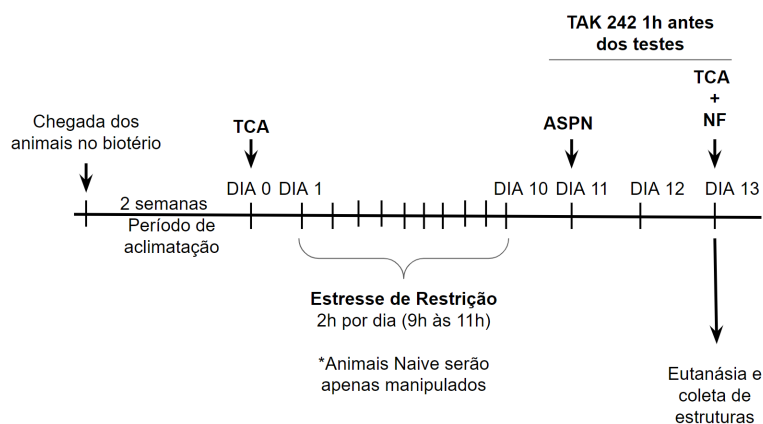 TAK 242 1h antes
dos testes
TCA
+
NF
Chegada dos
animais no biotério
TCA
ASPN
DIA 0
DIA 1
DIA 10
DIA 11
DIA 12
DIA 13
2 semanas
Período de
aclimatação
Estresse de Restrição
2h por dia (9h às 11h)
*Animais Naive serão
apenas manipulados
Eutanásia e
coleta de
estruturas